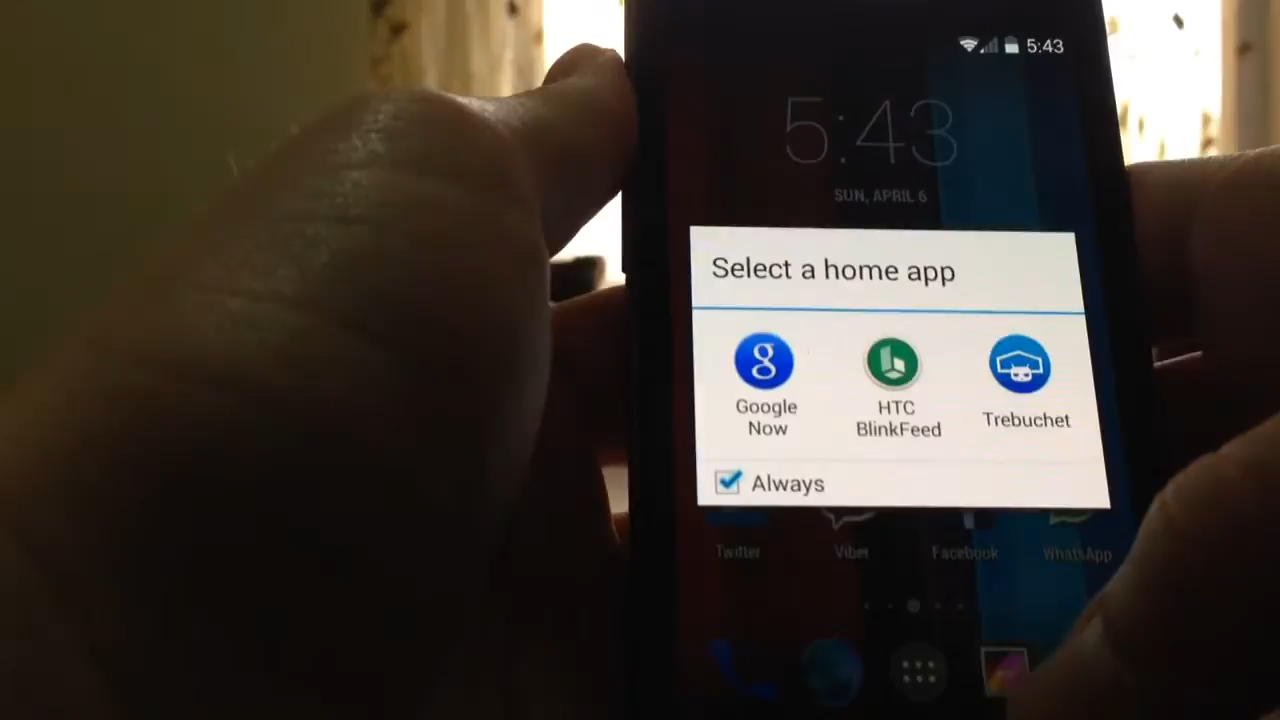 5:43
5:43
SUN, APRIL 6
Select a home app
Google
Now
HTC
BlinkFeed
Trebuchet
Always
Twitter
Viber
Facebook
WhatsApp